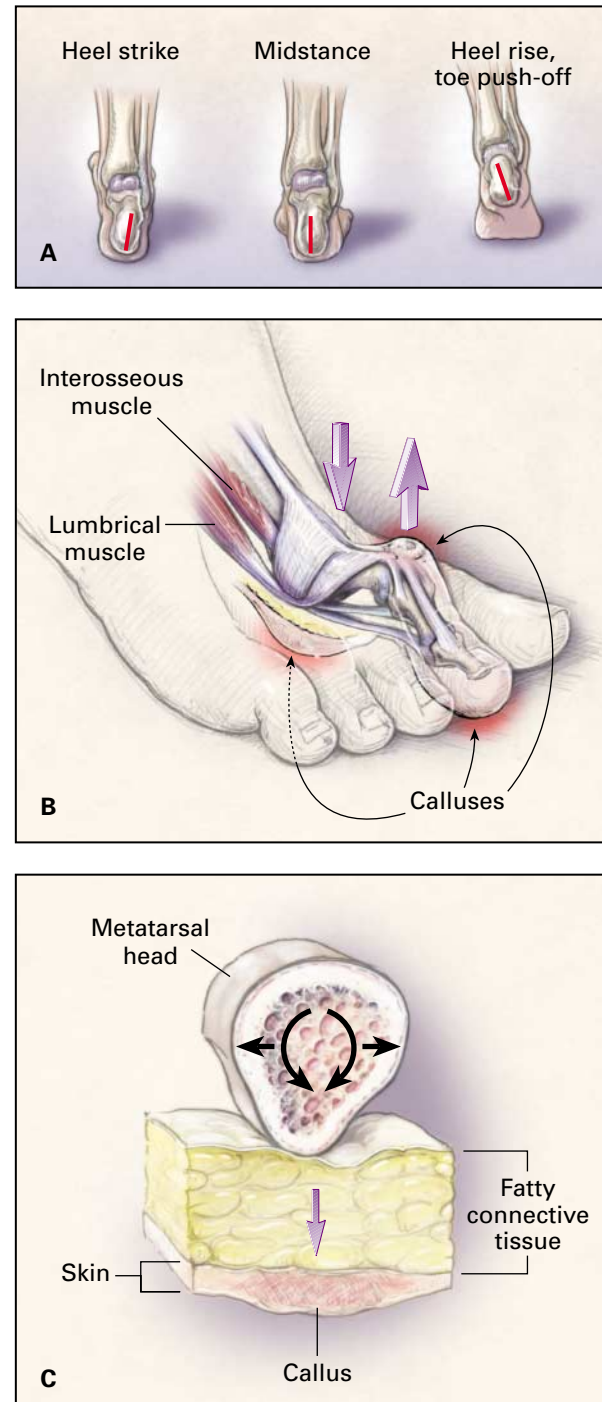 Heel strike
Midstance
Heel rise,
toe push-off
A
Interosseous
muscle
Lumbrical
muscle
Calluses
B
Metatarsal
head
Fatty
connective
tissue
Skin
Callus
C